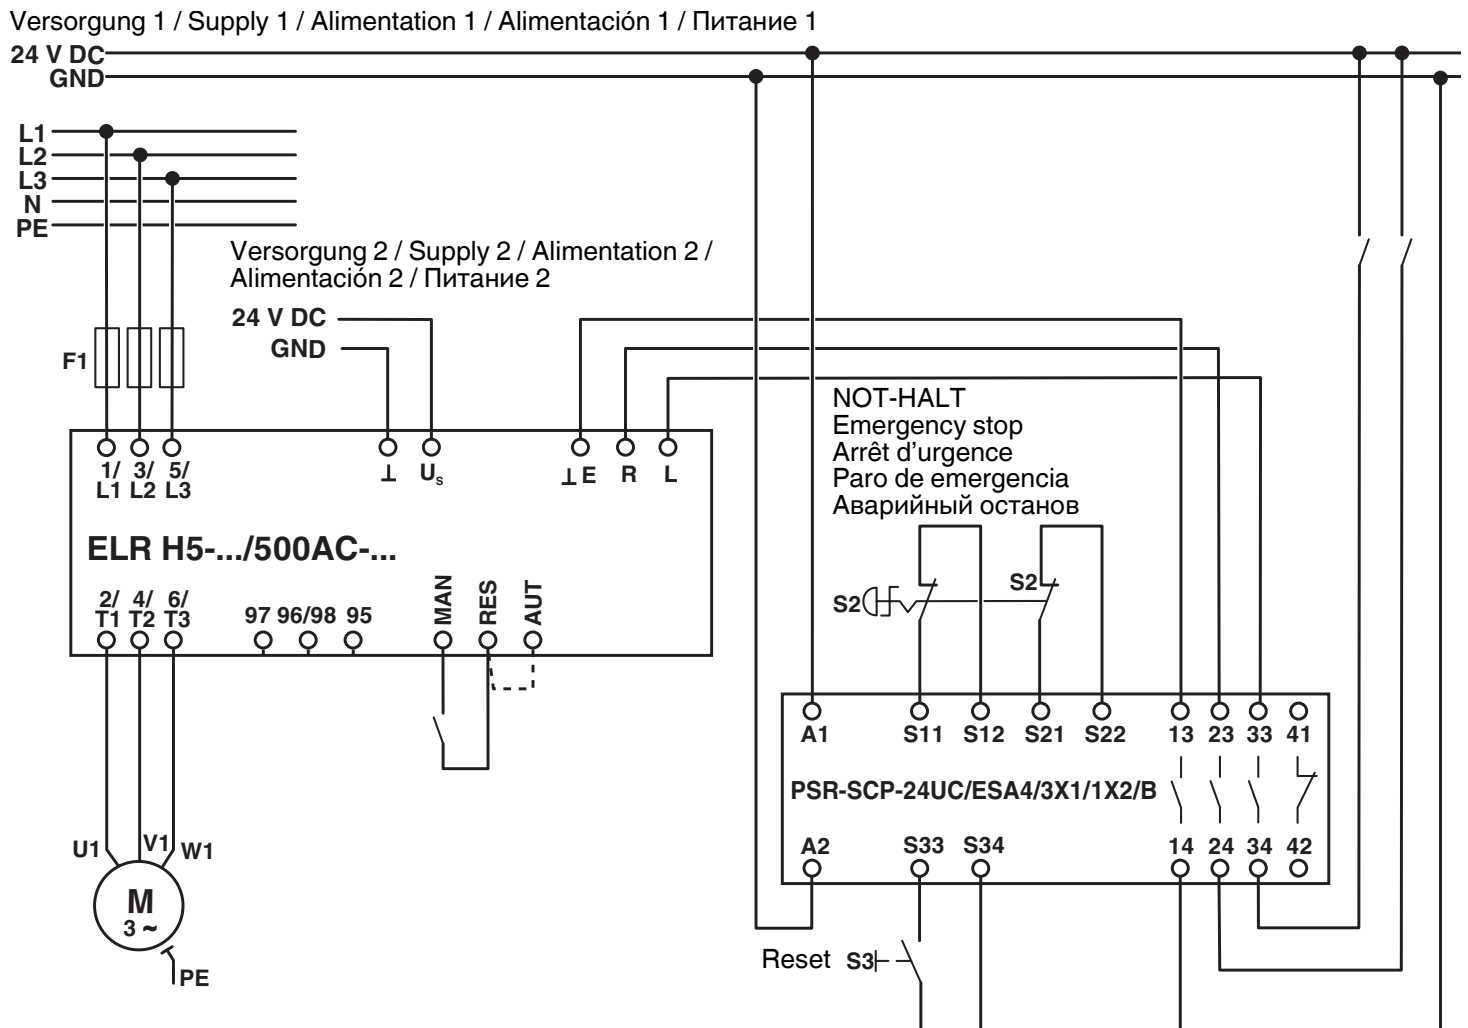 Versorgung 1 / Supply 1 / Alimentation 1 / Alimentación 1 / Питание 1
24 V DC
GND
L1
L2
L3
N
PE
Versorgung 2 / Supply 2 / Alimentation 2 /
Alimentación 2 / Питание 2
24 V DC
GND
F1
NOT-HALT
Emergency stop
Arrêt d’urgence
Paro de emergencia
Аварийный останов
1/ 3/ 5/
L1 L2 L3
⊥ Us
⊥E R L
ELR H5-.../500AC-...
2/ 4/ 6/
T1 T2 T3
97 96/98 95
MAN
RES
AUT
S2
S2
A1 S11 S12 S21 S22 13 23 33 41
PSR-SCP-24UC/ESA4/3X1/1X2/B
A2 S33 S34 14 24 34 42
U1 V1 W1
M
3 ~
PE
Reset S3